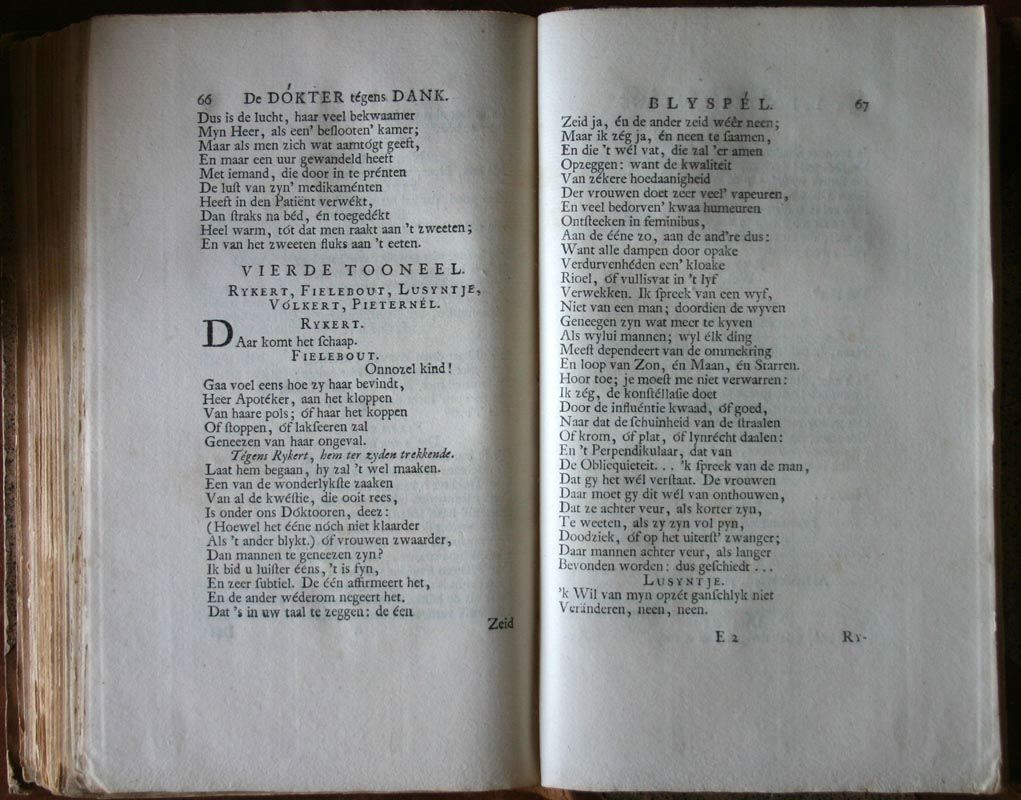 66 De DÓKTER tégens DANK.
Dus is de lucht, haar veel bekwaamer
Myn Heer, als een' beſlooten' kamer;
Maar als men zich wat aamtógt geeft,
En maar een uur gewandeld heeft
Met iemand, die door in te prénten
De luſt van zyn' medikaménten
Heeft in den Patiënt verwékt,
Dan ſtraks na béd, én toegedékt
Heel warm, tót dat men raakt aan 't zweeten;
En van het zweeten fluks aan 't eeten.
VIERDE TOONEEL.
RYKERT, FIELEBOUT, LUSYNTJE,
VÓLKERT, PIETERNÉL.
RYKERT.
DAar komt het ſchaap.
FIELEBOUT.
Onnozel kind!
Gaa voel eens hoe zy haar bevindt,
Heer Apotéker, aan het kloppen
Van haare pols; óf haar het koppen
Of ſtoppen, óf lakſeeren zal
Geneezen van haar ongeval.
Tégens Rykert, hem ter zyden trekkende.
Laat hem begaan, hy zal 't wel maaken.
Een van de wonderlykſte zaaken
Van al de kwéſtie, die ooit rees,
Is onder ons Dóktooren, deez:
(Hoewel het ééne nóch niet klaarder
Als 't ander blykt.) óf vrouwen zwaarder,
Dan mannen te geneezen zyn?
Ik bid u luiſter ééns, 't is fyn,
En zeer ſubtiel. De één affirmeert het,
En de ander wéderom negeert het.
Dat 's in uw taal te zeggen: de één
Zeid
BLYSPÉL. 67
Zeid ja, én de ander zeid wéêr neen;
Maar ik zég ja, én neen te ſaamen,
En die 't wél vat, die zal 'er amen
Opzeggen: want de kwaliteit
Van zékere hoedaanigheid
Der vrouwen doet zeer veel' vapeuren,
En veel bedorven' kwaa humeuren
Ontſteeken in feminibus,
Aan de ééne zo, aan de and're dus:
Want alle dampen door opake
Verdurvenhéden een' kloake
Rioel, óf vullisvat in 't lyf
Verwekken. Ik ſpreek van een wyf,
Niet van een man; doordien de wyven
Geneegen zyn wat meer te kyven
Als wylui mannen; wyl élk ding
Meeſt dependeert van de ommekring
En loop van Zon, én Maan, én Starren.
Hoor toe; je moeſt me niet verwarren:
Ik zég, de konſtéllaſie doet
Door de influéntie kwaad, óf goed,
Naar dat de ſchuinheid van de ſtraalen
Of krom, óf plat, óf lynrécht daalen:
En 't Perpendikulaar, dat van
De Oblicquieteit. . . 'k ſpreek van de man,
Dat gy het wél verſtaat. De vrouwen
Daar moet gy dit wél van onthouwen,
Dat ze achter veur, als korter zyn,
Te weeten, als zy zyn vol pyn,
Doodziek, óf op het uiterſt' zwanger;
Daar mannen achter veur, als langer
Bevonden worden: dus geſchiedt . . .
LUSYNTJE.
'k Wil van myn opzét ganſchlyk niet
Veränderen, neen, neen.
E 2 RY-